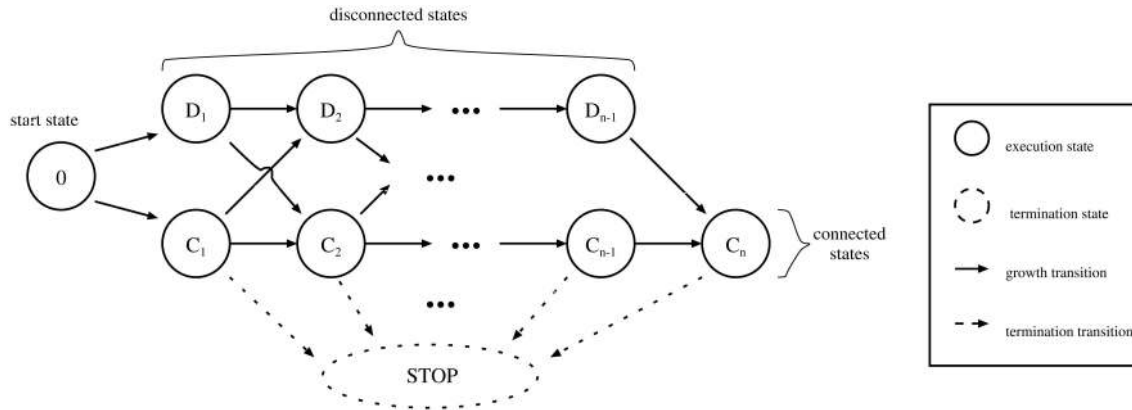 disconnected states
start state
0
D₁
D₂
•••
Dₙ₋₁
•••
C₁
C₂
•••
Cₙ₋₁
Cₙ
connected
states
•••
STOP
execution state
termination state
growth transition
termination transition